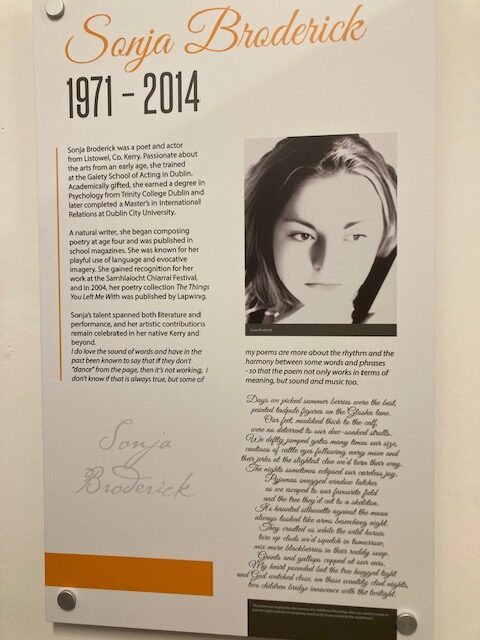 Sonja Broderick
1971 – 2014
Sonja Broderick was a poet and actor
from Listowel, Co. Kerry. Passionate about
the arts from an early age, she trained
at the Gaiety School of Acting in Dublin.
Academically gifted, she earned a degree in
Psychology from Trinity College Dublin and
later completed a Master's in International
Relations at Dublin City University.
A natural writer, she began composing
poetry at age four and was published in
school magazines. She was known for her
playful use of language and evocative
imagery. She gained recognition for her
work at the Samhlaíocht Chiarraí Festival,
and in 2004, her poetry collection The Things
You Left Me With was published by Lapwing.
Sonja's talent spanned both literature and
performance, and her artistic contributions
remain celebrated in her native Kerry and
beyond.
I do love the sound of words and have in the
past been known to say that if they don't
"dance" from the page, then it's not working. I
don't know if that is always true, but some of
Sonja
Broderick
Sonja Broderick
my poems are more about the rhythm and the
harmony between some words and phrases
- so that the poem not only works in terms of
meaning, but sound and music too.
Days we picked summer berries were the best,
painted tadpole figures on the Glosha lane.
Our feet, muddied thick to the calf,
were no deterrent to our dew-soaked strolls.
We deftly jumped gates many times our size,
cautious of cattle eyes following every move and
their jerks at the slightest clue we'd turn their way.
The nights sometimes eclipsed our careless joy.
Pyjamas snagged window latches
as we escaped to our favourite field
and the tree they'd cut to a skeleton.
It's haunted silhouette against the moon
always looked like arms beseeching night.
They cradled us while the wild horses
tore up clods we'd squelch in tomorrow,
mix more blackberries in their ruddy soup.
Grunts and gallops cupped at our ears.
My heart pounded but the tree hugged tight
and God watched close, on those scantily clad nights,
two children bridge innocence with the twilight.